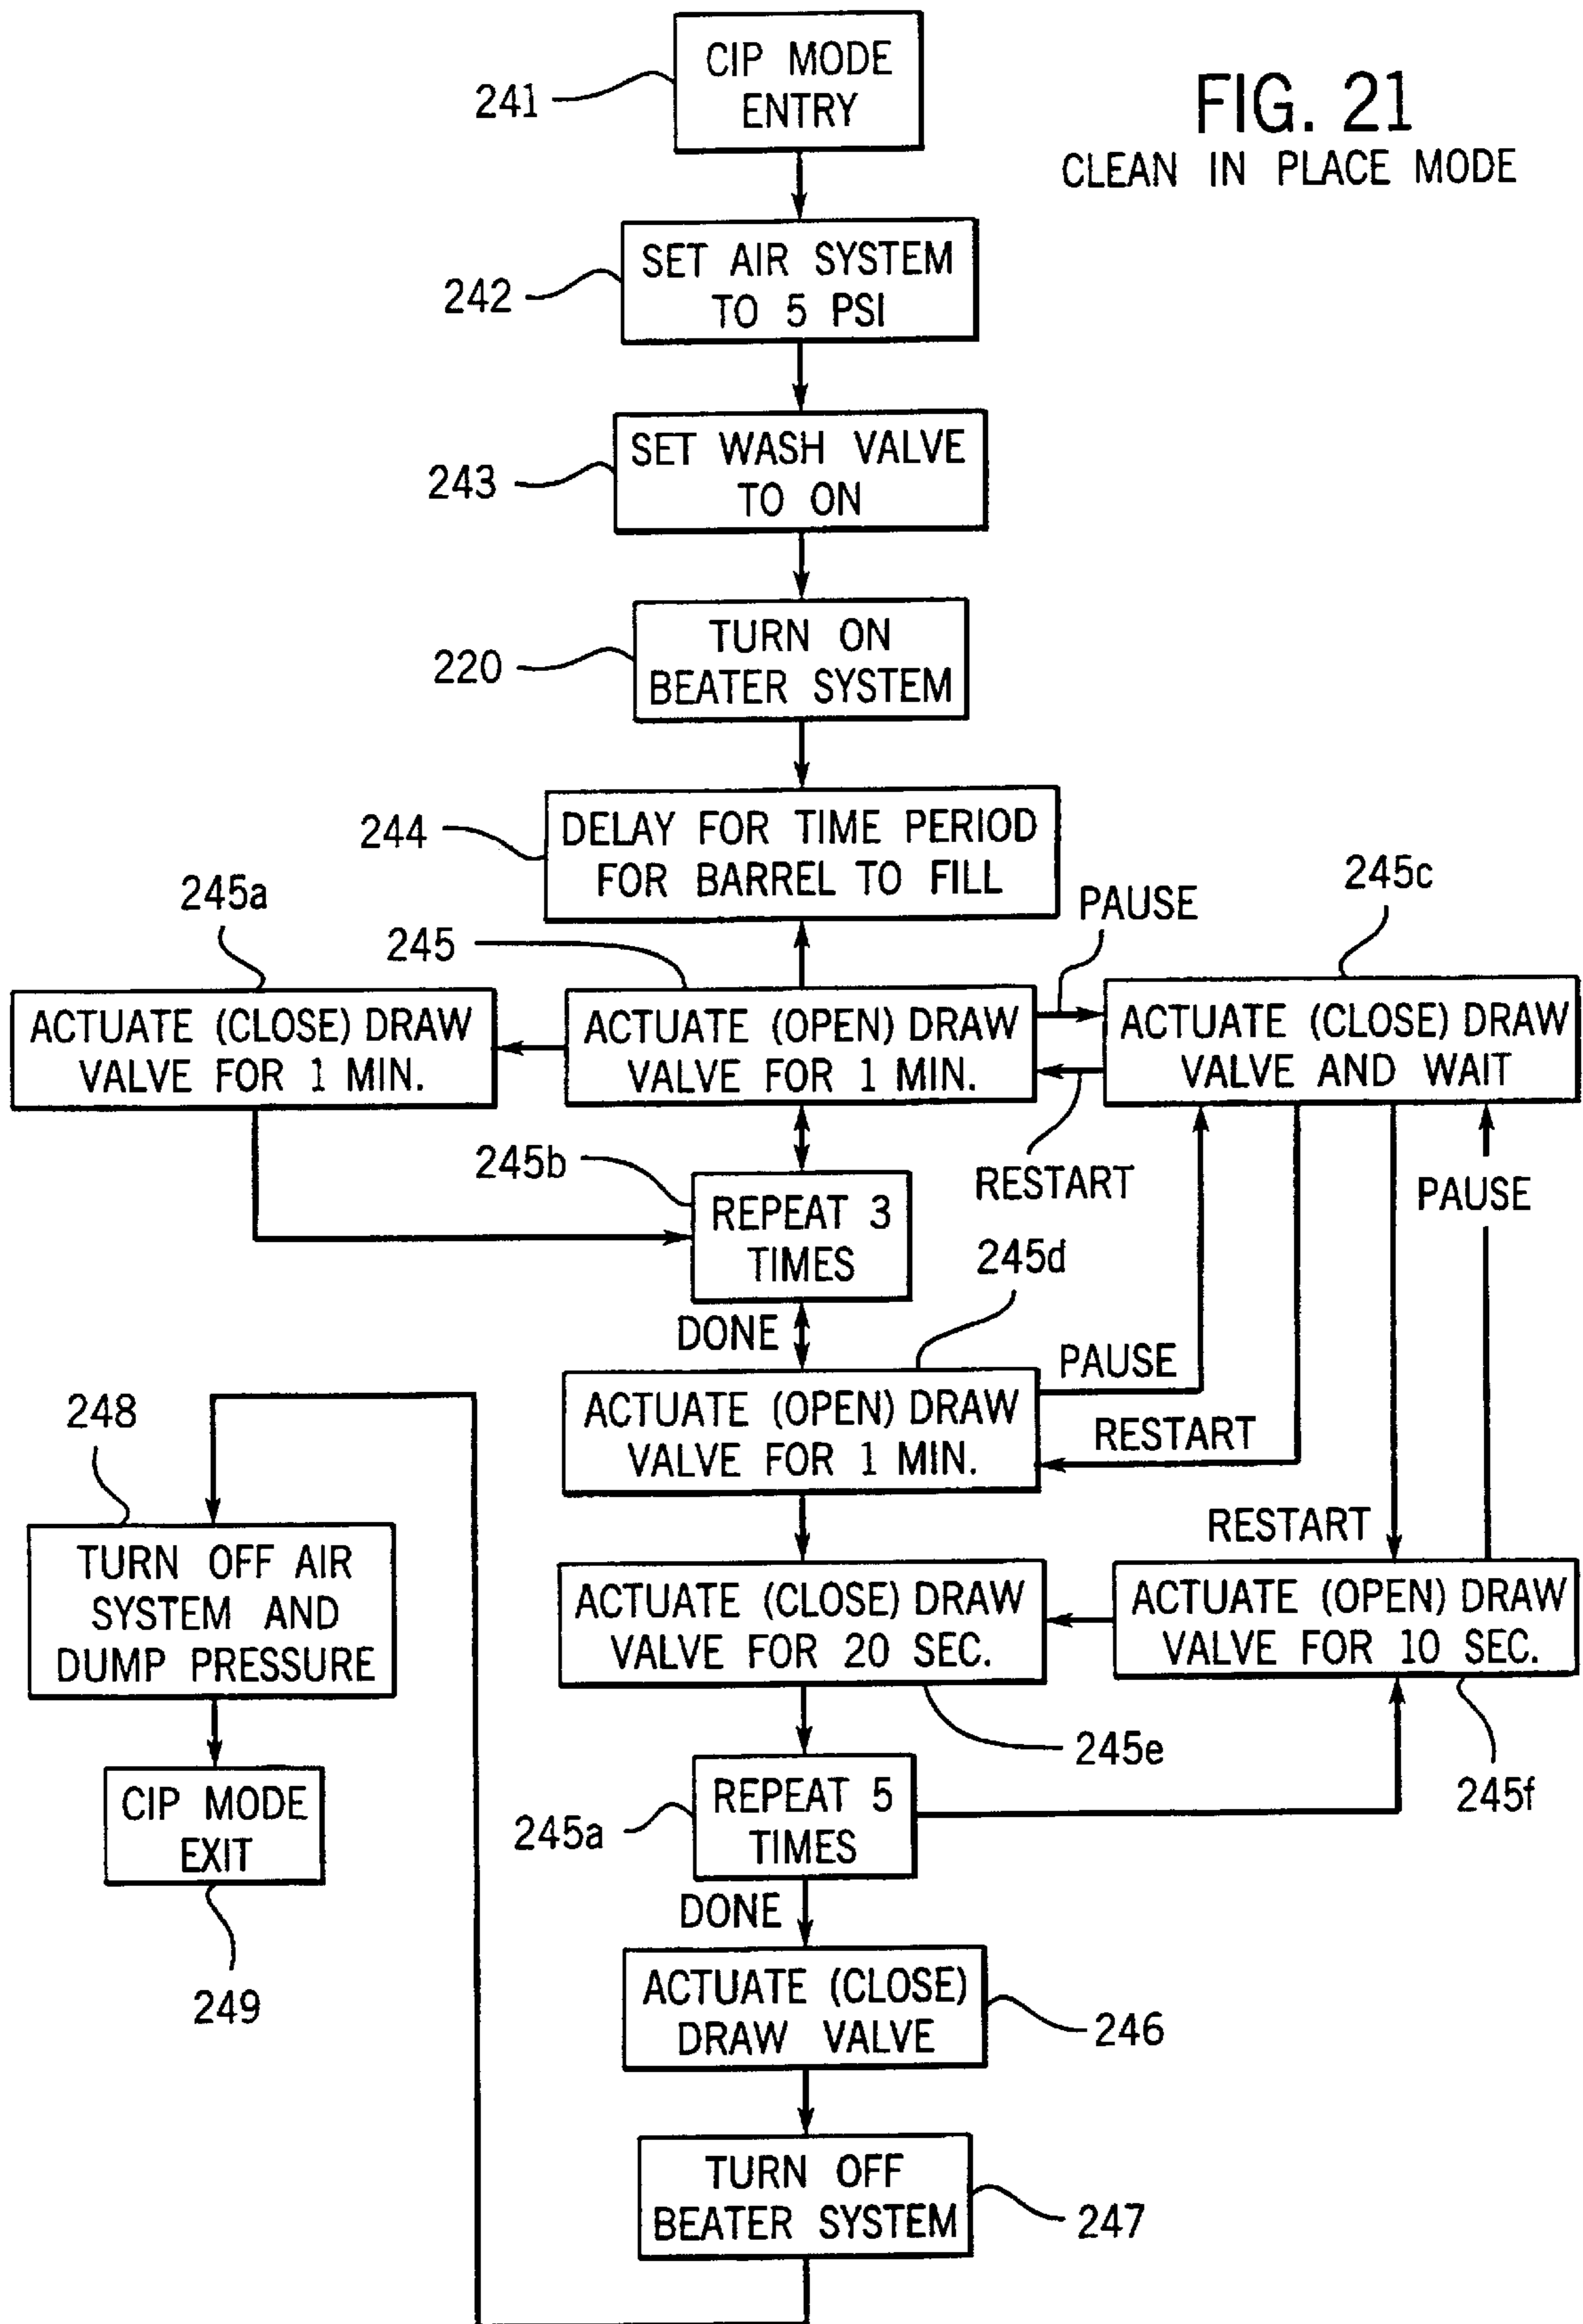 CIP MODE
ENTRY
241
FIG. 21
CLEAN IN PLACE MODE
SET AIR SYSTEM
TO 5 PSI
242
SET WASH VALVE
TO ON
243
TURN ON
BEATER SYSTEM
220
DELAY FOR TIME PERIOD
FOR BARREL TO FILL
244
245a
245
PAUSE
245c
ACTUATE (CLOSE) DRAW
VALVE FOR 1 MIN.
ACTUATE (OPEN) DRAW
VALVE FOR 1 MIN.
ACTUATE (CLOSE) DRAW
VALVE AND WAIT
245b
RESTART
PAUSE
REPEAT 3
TIMES
245d
DONE
PAUSE
ACTUATE (OPEN) DRAW
VALVE FOR 1 MIN.
RESTART
248
TURN OFF AIR
SYSTEM AND
DUMP PRESSURE
RESTART
ACTUATE (CLOSE) DRAW
VALVE FOR 20 SEC.
ACTUATE (OPEN) DRAW
VALVE FOR 10 SEC.
245e
245f
CIP MODE
EXIT
249
REPEAT 5
TIMES
245a
DONE
ACTUATE (CLOSE)
DRAW VALVE
246
TURN OFF
BEATER SYSTEM
247